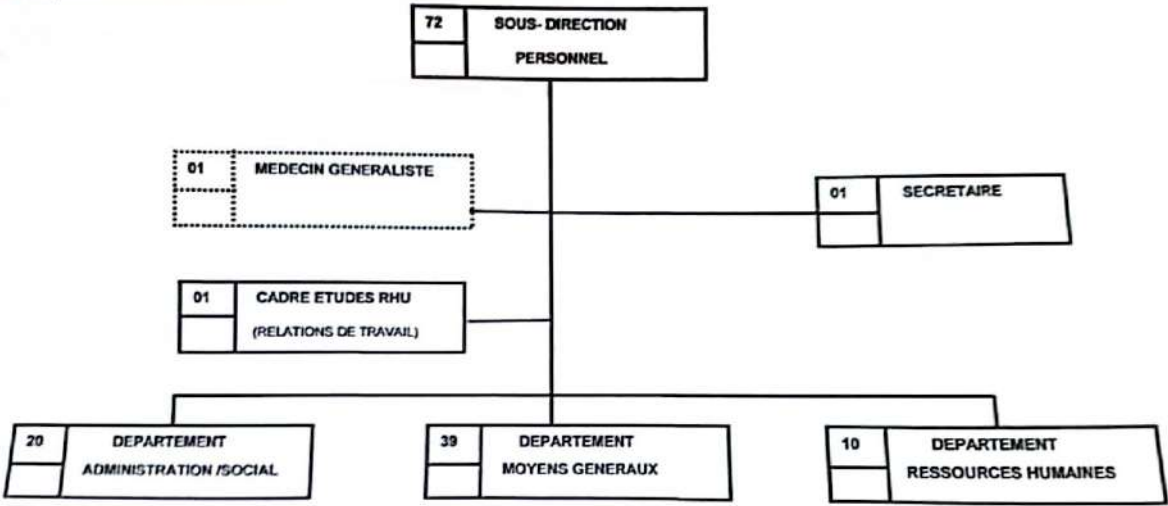 72 SOUS- DIRECTION
PERSONNEL
01 MEDECIN GENERALISTE
01 SECRETAIRE
01 CADRE ETUDES RHU
(RELATIONS DE TRAVAIL)
20 DEPARTEMENT
ADMINISTRATION /SOCIAL
39 DEPARTEMENT
MOYENS GENERAUX
10 DEPARTEMENT
RESSOURCES HUMAINES